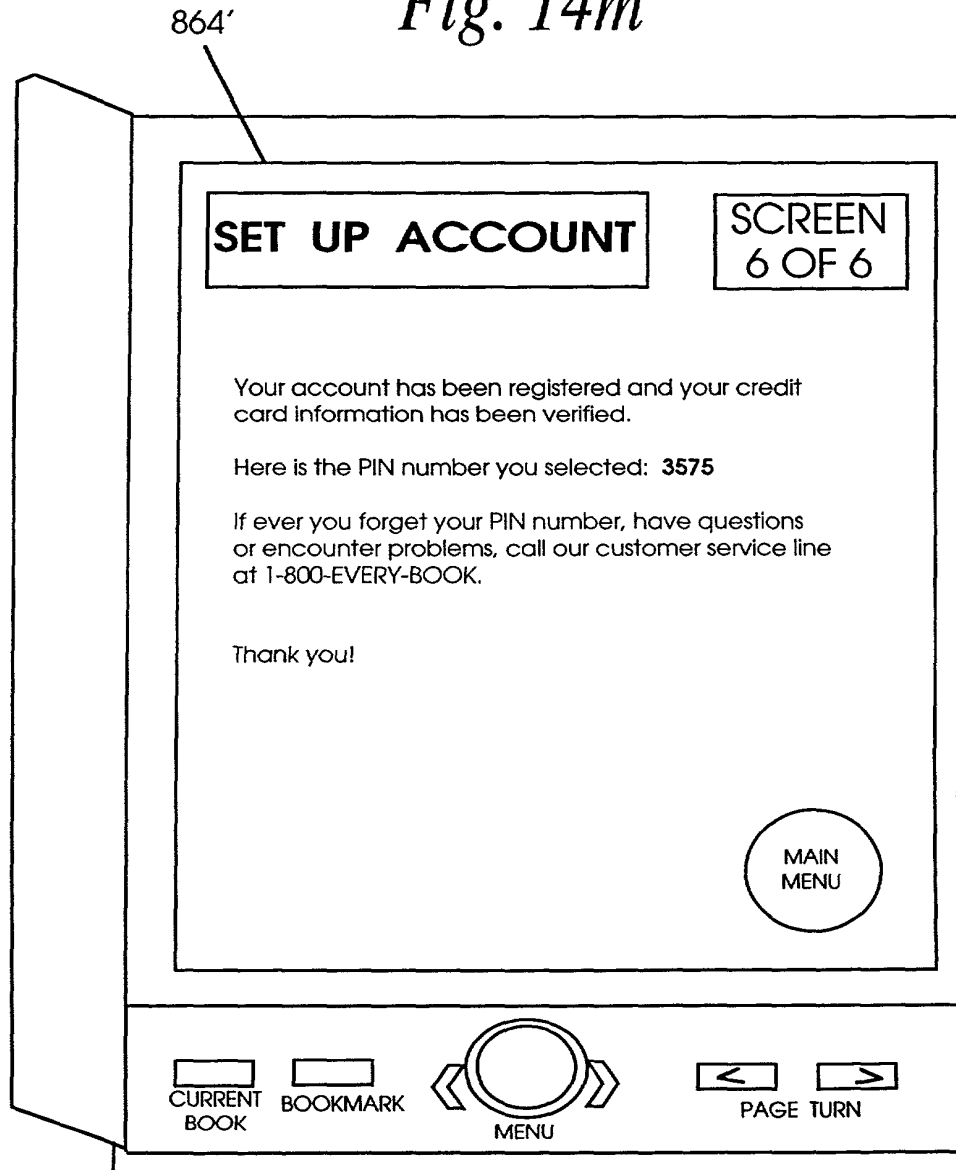 Fig. 14m
864'
SET UP ACCOUNT
SCREEN
6 OF 6
Your account has been registered and your credit
card information has been verified.
Here is the PIN number you selected: 3575
If ever you forget your PIN number, have questions
or encounter problems, call our customer service line
at 1-800-EVERY-BOOK.
Thank you!
MAIN
MENU
CURRENT
BOOK
BOOKMARK
MENU
<
>
PAGE TURN